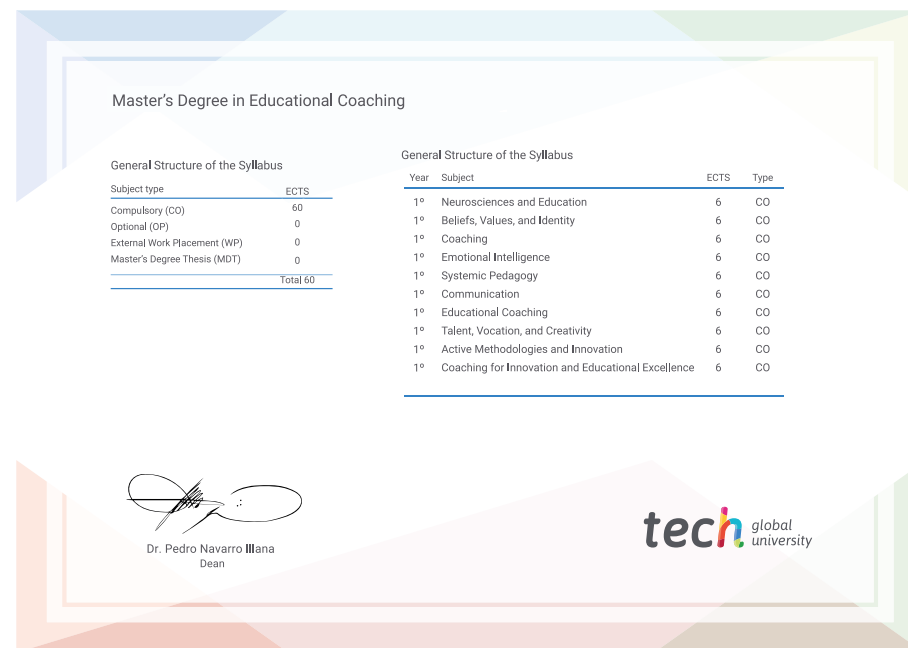 Master's Degree in Educational Coaching
General Structure of the Syllabus
Subject type ECTS
Compulsory (CO) 60
Optional (OP) 0
External Work Placement (WP) 0
Master's Degree Thesis (MDT) 0
Total 60
General Structure of the Syllabus
Year Subject ECTS Type
1º Neurosciences and Education 6 CO
1º Beliefs, Values, and Identity 6 CO
1º Coaching 6 CO
1º Emotional Intelligence 6 CO
1º Systemic Pedagogy 6 CO
1º Communication 6 CO
1º Educational Coaching 6 CO
1º Talent, Vocation, and Creativity 6 CO
1º Active Methodologies and Innovation 6 CO
1º Coaching for Innovation and Educational Excellence 6 CO
Dr. Pedro Navarro Illana
Dean
tech global
university